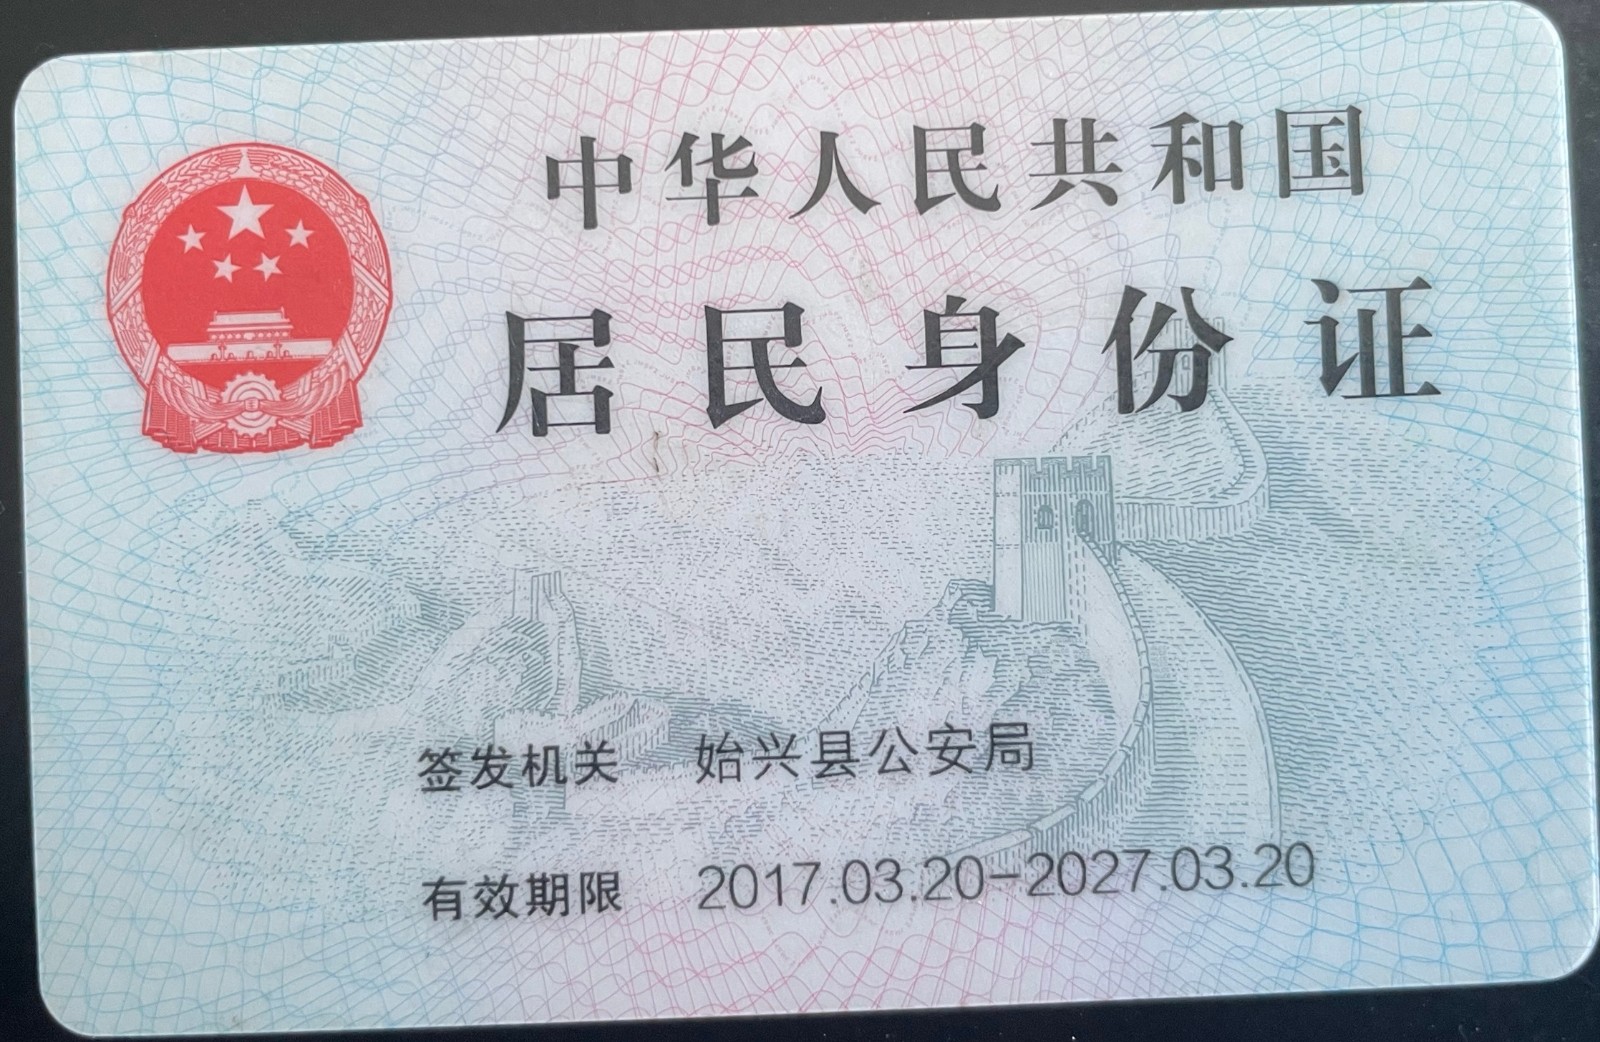 中华人民共和国
居民身份证
签发机关 始兴县公安局
有效期限 2017.03.20-2027.03.20